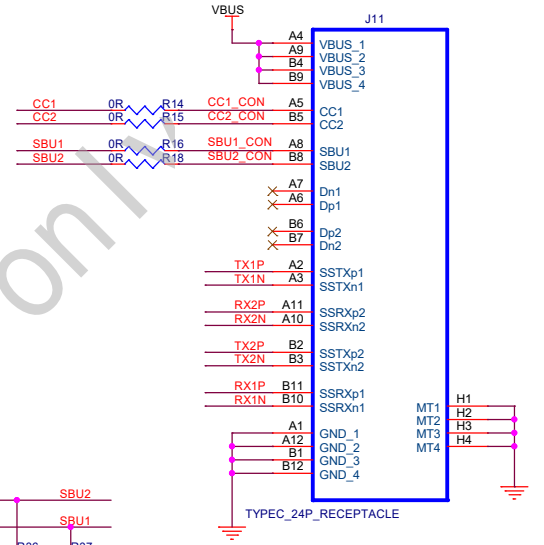 VBUS
J11
A4 VBUS_1
A9 VBUS_2
B4 VBUS_3
B9 VBUS_4
CC1 0R R14 CC1_CON A5 CC1
CC2 0R R15 CC2_CON B5 CC2
SBU1 0R R16 SBU1_CON A8 SBU1
SBU2 0R R18 SBU2_CON B8 SBU2
A7 Dn1
A6 Dp1
B6 Dp2
B7 Dn2
TX1P A2 SSTXp1
TX1N A3 SSTXn1
RX2P A11 SSRXp2
RX2N A10 SSRXn2
TX2P B2 SSTXp2
TX2N B3 SSTXn2
RX1P B11 SSRXp1
RX1N B10 SSRXn1
MT1 H1
MT2 H2
MT3 H3
MT4 H4
A1 GND_1
A12 GND_2
B1 GND_3
B12 GND_4
TYPEC_24P_RECEPTACLE
SBU2
SBU1
only